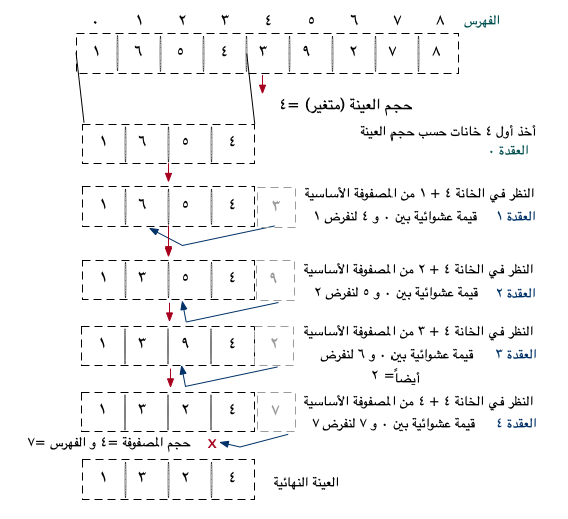 الفهرس ٠ ١ ٢ ٣ ٤ ٥ ٦ ٧ ٨
١ ٦ ٥ ٤ ٣ ٩ ٢ ٧ ٨
حجم العينة (متغير) =٤
أخذ أول ٤ خانات حسب حجم العينة
العقدة ٠
١ ٦ ٥ ٤
النظر في الخانة ٤ + ١ من المصفوفة الأساسية
العقدة ١ قيمة عشوائية بين ٠ و ٤ لنفرض ١
١ ٦ ٥ ٤ ٣
النظر في الخانة ٤ + ٢ من المصفوفة الأساسية
العقدة ٢ قيمة عشوائية بين ٠ و ٥ لنفرض ٢
١ ٣ ٥ ٤ ٩
النظر في الخانة ٤ + ٣ من المصفوفة الأساسية
العقدة ٣ قيمة عشوائية بين ٠ و ٦ لنفرض
أيضاً= ٢
١ ٣ ٩ ٤ ٢
النظر في الخانة ٤ + ٤ من المصفوفة الأساسية
العقدة ٤ قيمة عشوائية بين ٠ و ٧ لنفرض ٧
١ ٣ ٢ ٤ ٧
x حجم المصفوفة =٤ و الفهرس =٧
العينة النهائية
١ ٣ ٢ ٤